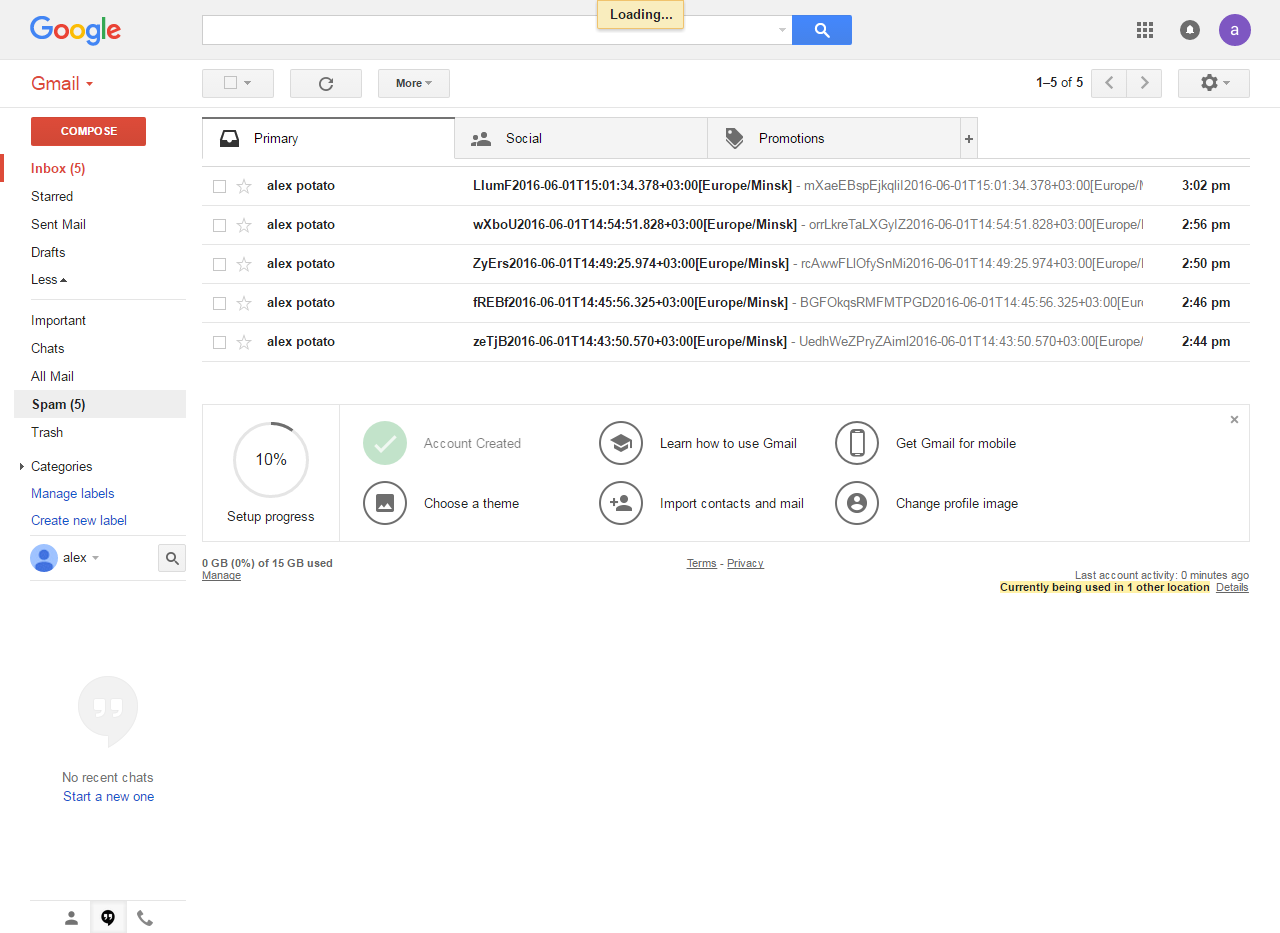 Loading...
Google
a
Gmail
More
1–5 of 5
COMPOSE
Primary
Social
Promotions
+
Inbox (5)
Starred
Sent Mail
Drafts
Less
Important
Chats
All Mail
Spam (5)
Trash
Categories
Manage labels
Create new label
alex
alex potato LlumF2016-06-01T15:01:34.378+03:00[Europe/Minsk] - mXaeEBspEjkqliI2016-06-01T15:01:34.378+03:00[Europe/M 3:02 pm
alex potato wXboU2016-06-01T14:54:51.828+03:00[Europe/Minsk] - orrLkreTaLXGyIZ2016-06-01T14:54:51.828+03:00[Europe/I 2:56 pm
alex potato ZyErs2016-06-01T14:49:25.974+03:00[Europe/Minsk] - rcAwwFLIOfySnMi2016-06-01T14:49:25.974+03:00[Europe/I 2:50 pm
alex potato fREBf2016-06-01T14:45:56.325+03:00[Europe/Minsk] - BGFOkqsRMFMTPGD2016-06-01T14:45:56.325+03:00[Euro 2:46 pm
alex potato zeTjB2016-06-01T14:43:50.570+03:00[Europe/Minsk] - UedhWeZPryZAiml2016-06-01T14:43:50.570+03:00[Europe/ 2:44 pm
10%
Setup progress
Account Created
Learn how to use Gmail
Get Gmail for mobile
Choose a theme
Import contacts and mail
Change profile image
0 GB (0%) of 15 GB used
Manage
Terms - Privacy
Last account activity: 0 minutes ago
Currently being used in 1 other location Details
No recent chats
Start a new one